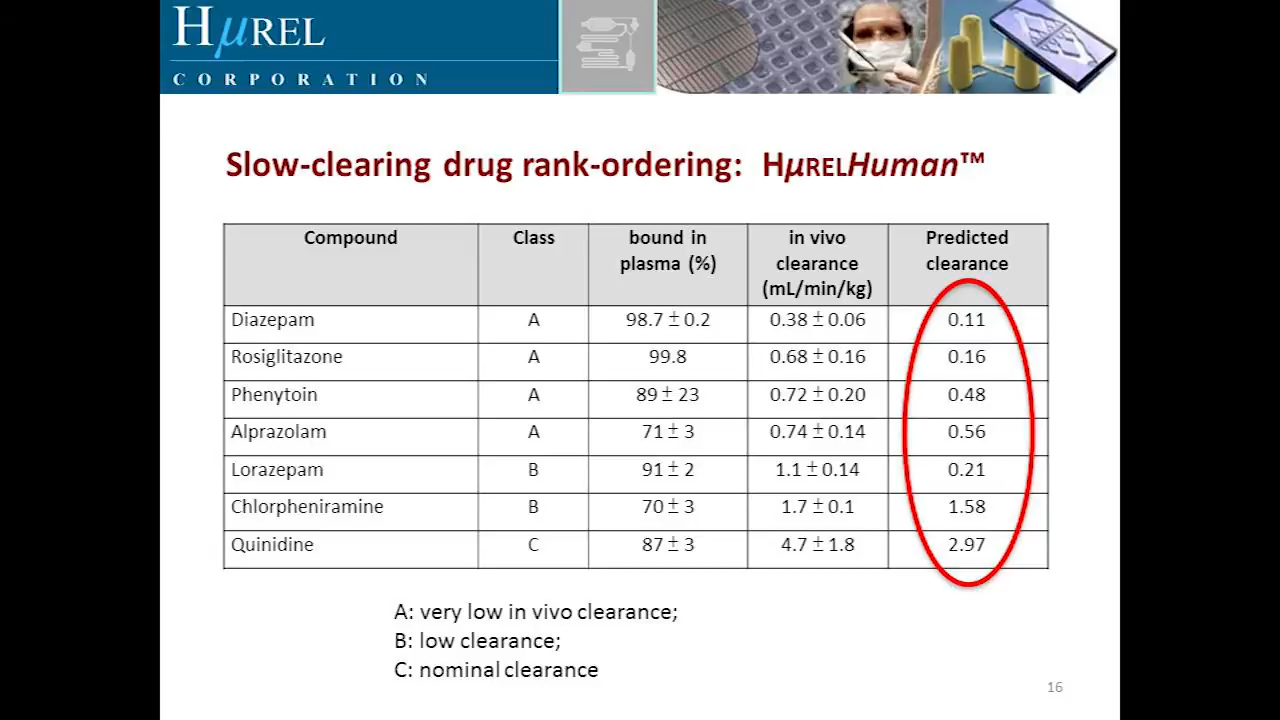 HμREL
CORPORATION
Slow-clearing drug rank-ordering: HμRELHuman™
Compound Class bound in plasma (%) in vivo clearance (mL/min/kg) Predicted clearance
Diazepam A 98.7 ± 0.2 0.38 ± 0.06 0.11
Rosiglitazone A 99.8 0.68 ± 0.16 0.16
Phenytoin A 89 ± 23 0.72 ± 0.20 0.48
Alprazolam A 71 ± 3 0.74 ± 0.14 0.56
Lorazepam B 91 ± 2 1.1 ± 0.14 0.21
Chlorpheniramine B 70 ± 3 1.7 ± 0.1 1.58
Quinidine C 87 ± 3 4.7 ± 1.8 2.97
A: very low in vivo clearance;
B: low clearance;
C: nominal clearance
16